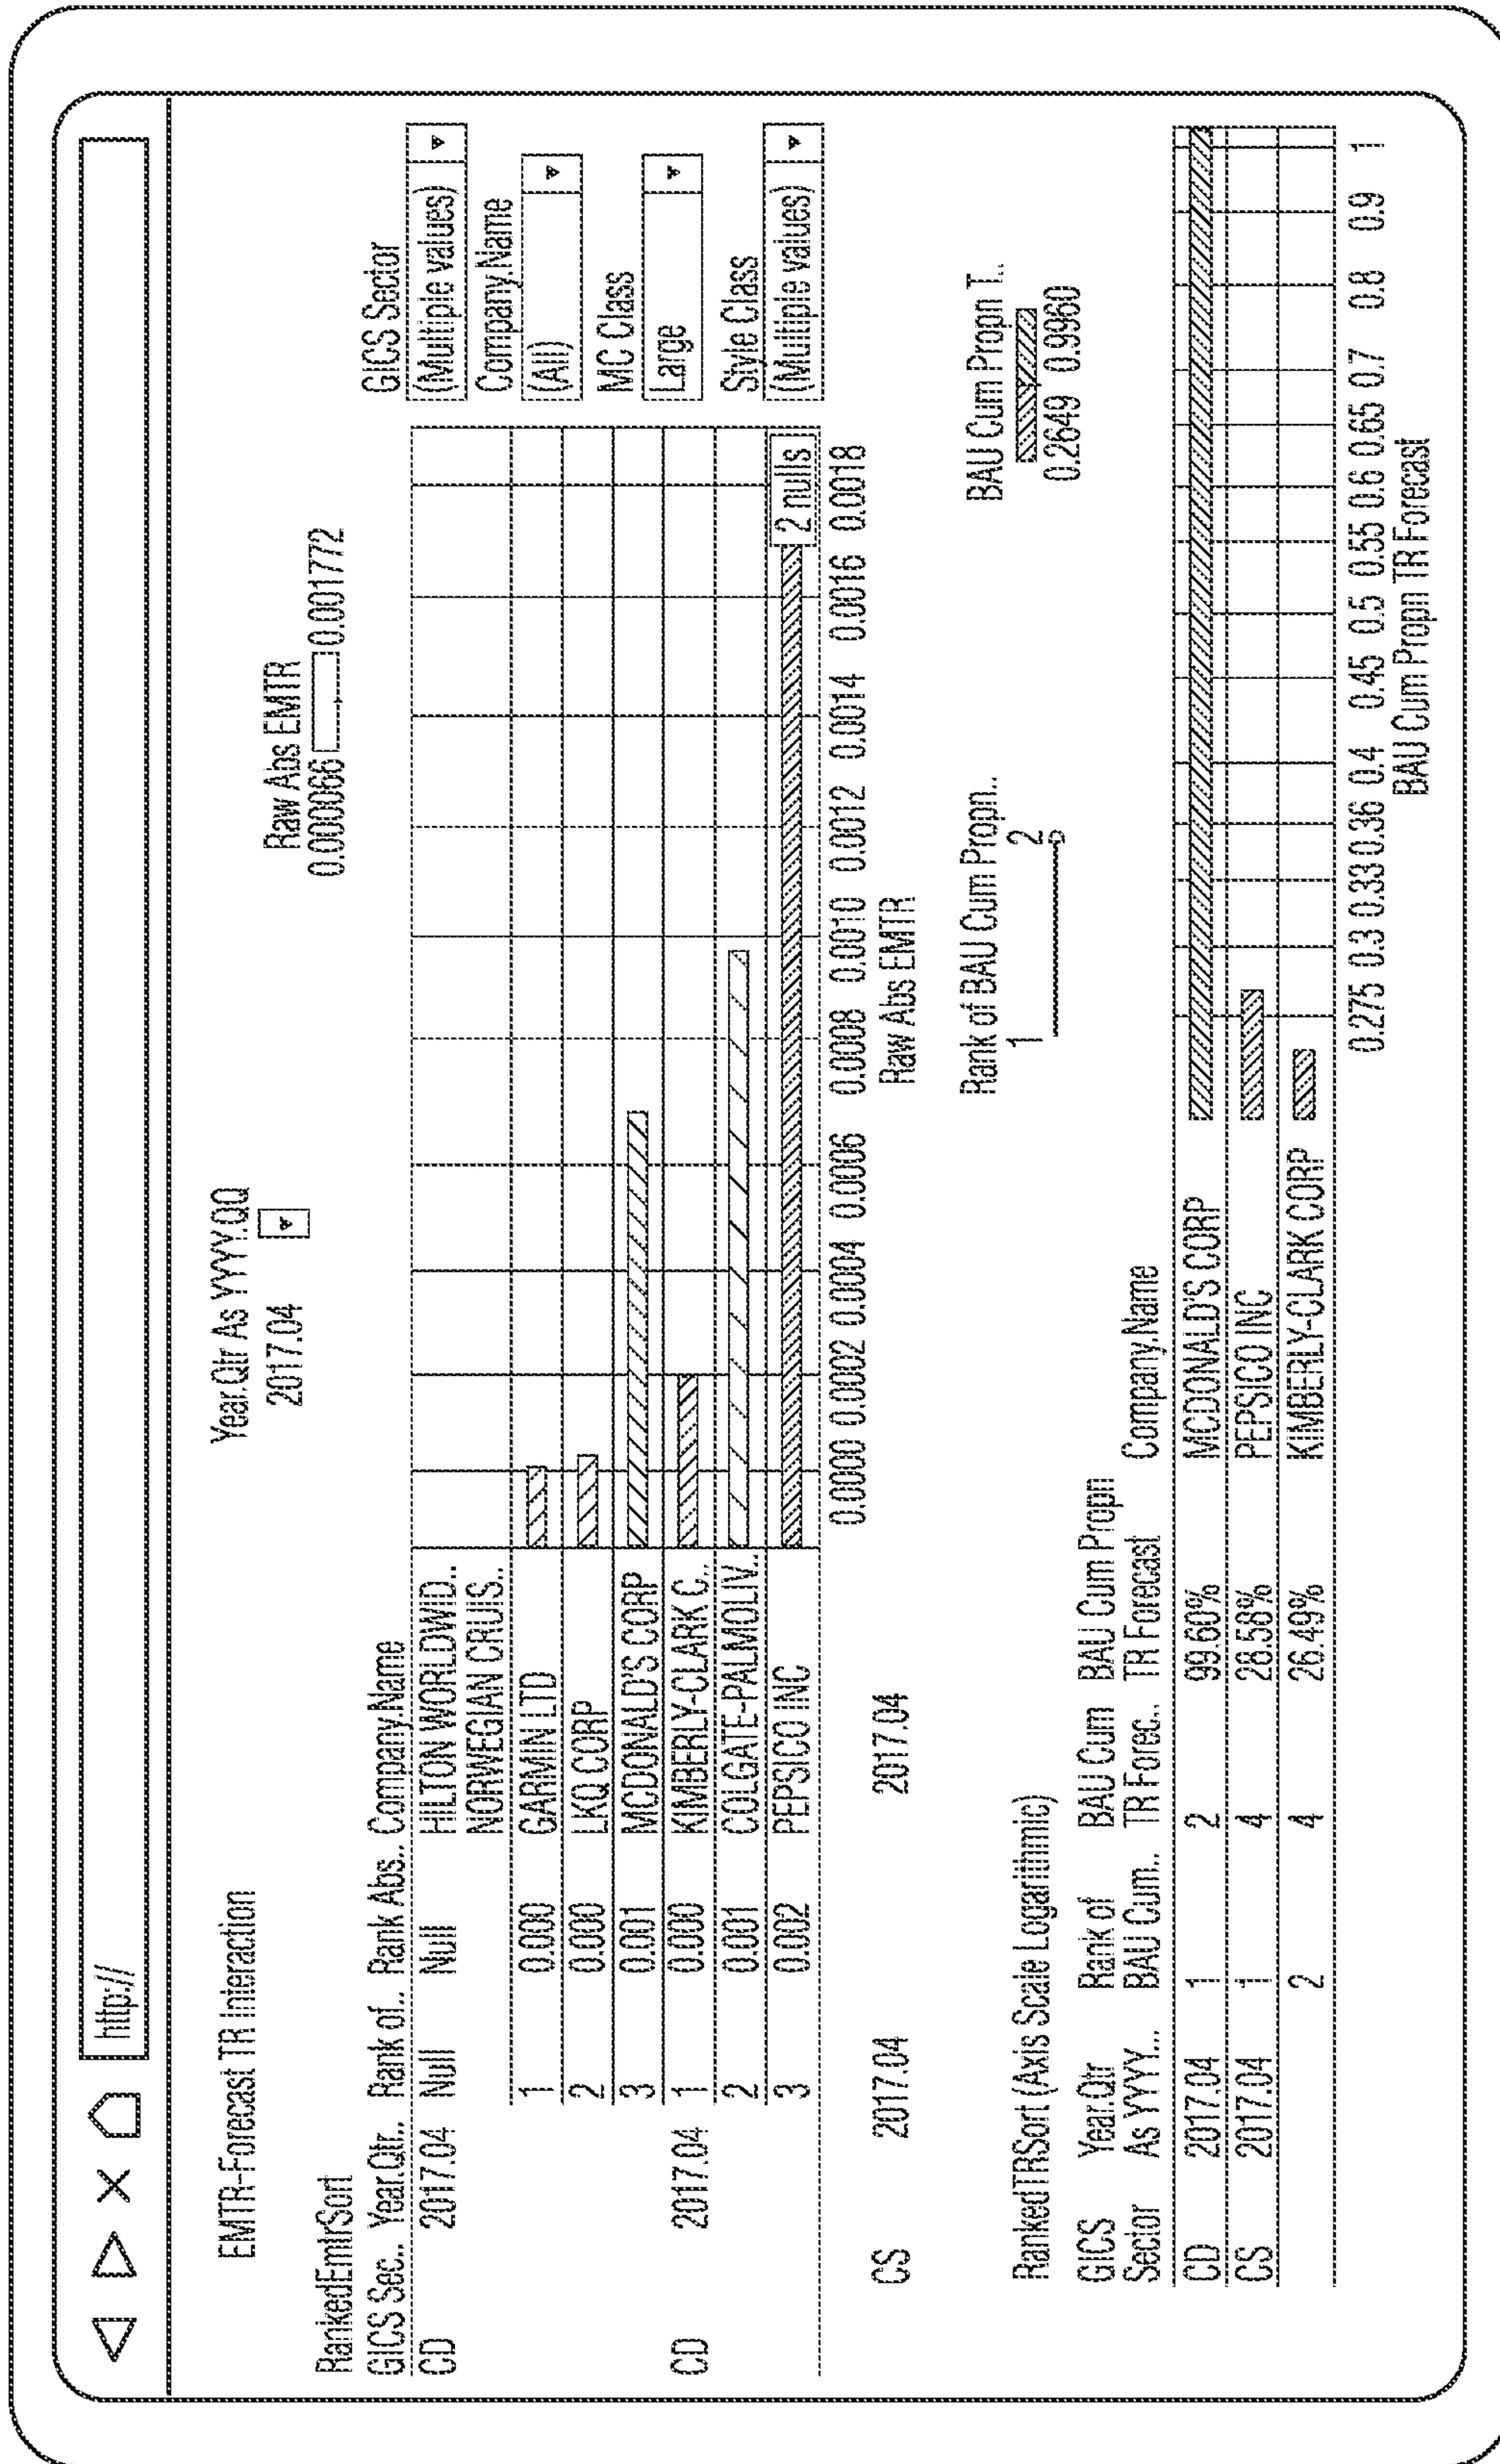 http://
EMTR-Forecast TR Interaction
Year.Qtr As YYYY.QQ
2017.04
Raw Abs EMTR
0.000066 0.001772
RankedEmtrSort
GICS Sec.. Year.Qtr.. Rank of.. Rank Abs.. Company.Name
CD 2017.04 Null Null HILTON WORLDWID..
NORWEGIAN CRUIS..
1 0.000 GARMIN LTD
2 0.000 LKQ CORP
3 0.001 MCDONALD'S CORP
CD 2017.04 1 0.000 KIMBERLY-CLARK C..
2 0.001 COLGATE-PALMOLIV..
3 0.002 PEPSICO INC
2 nulls
0.0000 0.0002 0.0004 0.0006 0.0008 0.0010 0.0012 0.0014 0.0016 0.0018
CS 2017.04 2017.04
Raw Abs EMTR
GICS Sector
(Multiple values)
Company.Name
(All)
MC Class
Large
Style Class
(Multiple values)
Rank of BAU Cum Propn..
1 2
BAU Cum Propn T..
0.2649 0.9960
RankedTRSort (Axis Scale Logarithmic)
GICS Year.Qtr Rank of BAU Cum BAU Cum Propn
Sector As YYYY... BAU Cum.. TR Forec.. TR Forecast Company.Name
CD 2017.04 1 2 99.60% MCDONALD'S CORP
CS 2017.04 1 4 28.58% PEPSICO INC
2 4 26.49% KIMBERLY-CLARK CORP
0.275 0.3 0.33 0.36 0.4 0.45 0.5 0.55 0.6 0.65 0.7 0.8 0.9 1
BAU Cum Propn TR Forecast